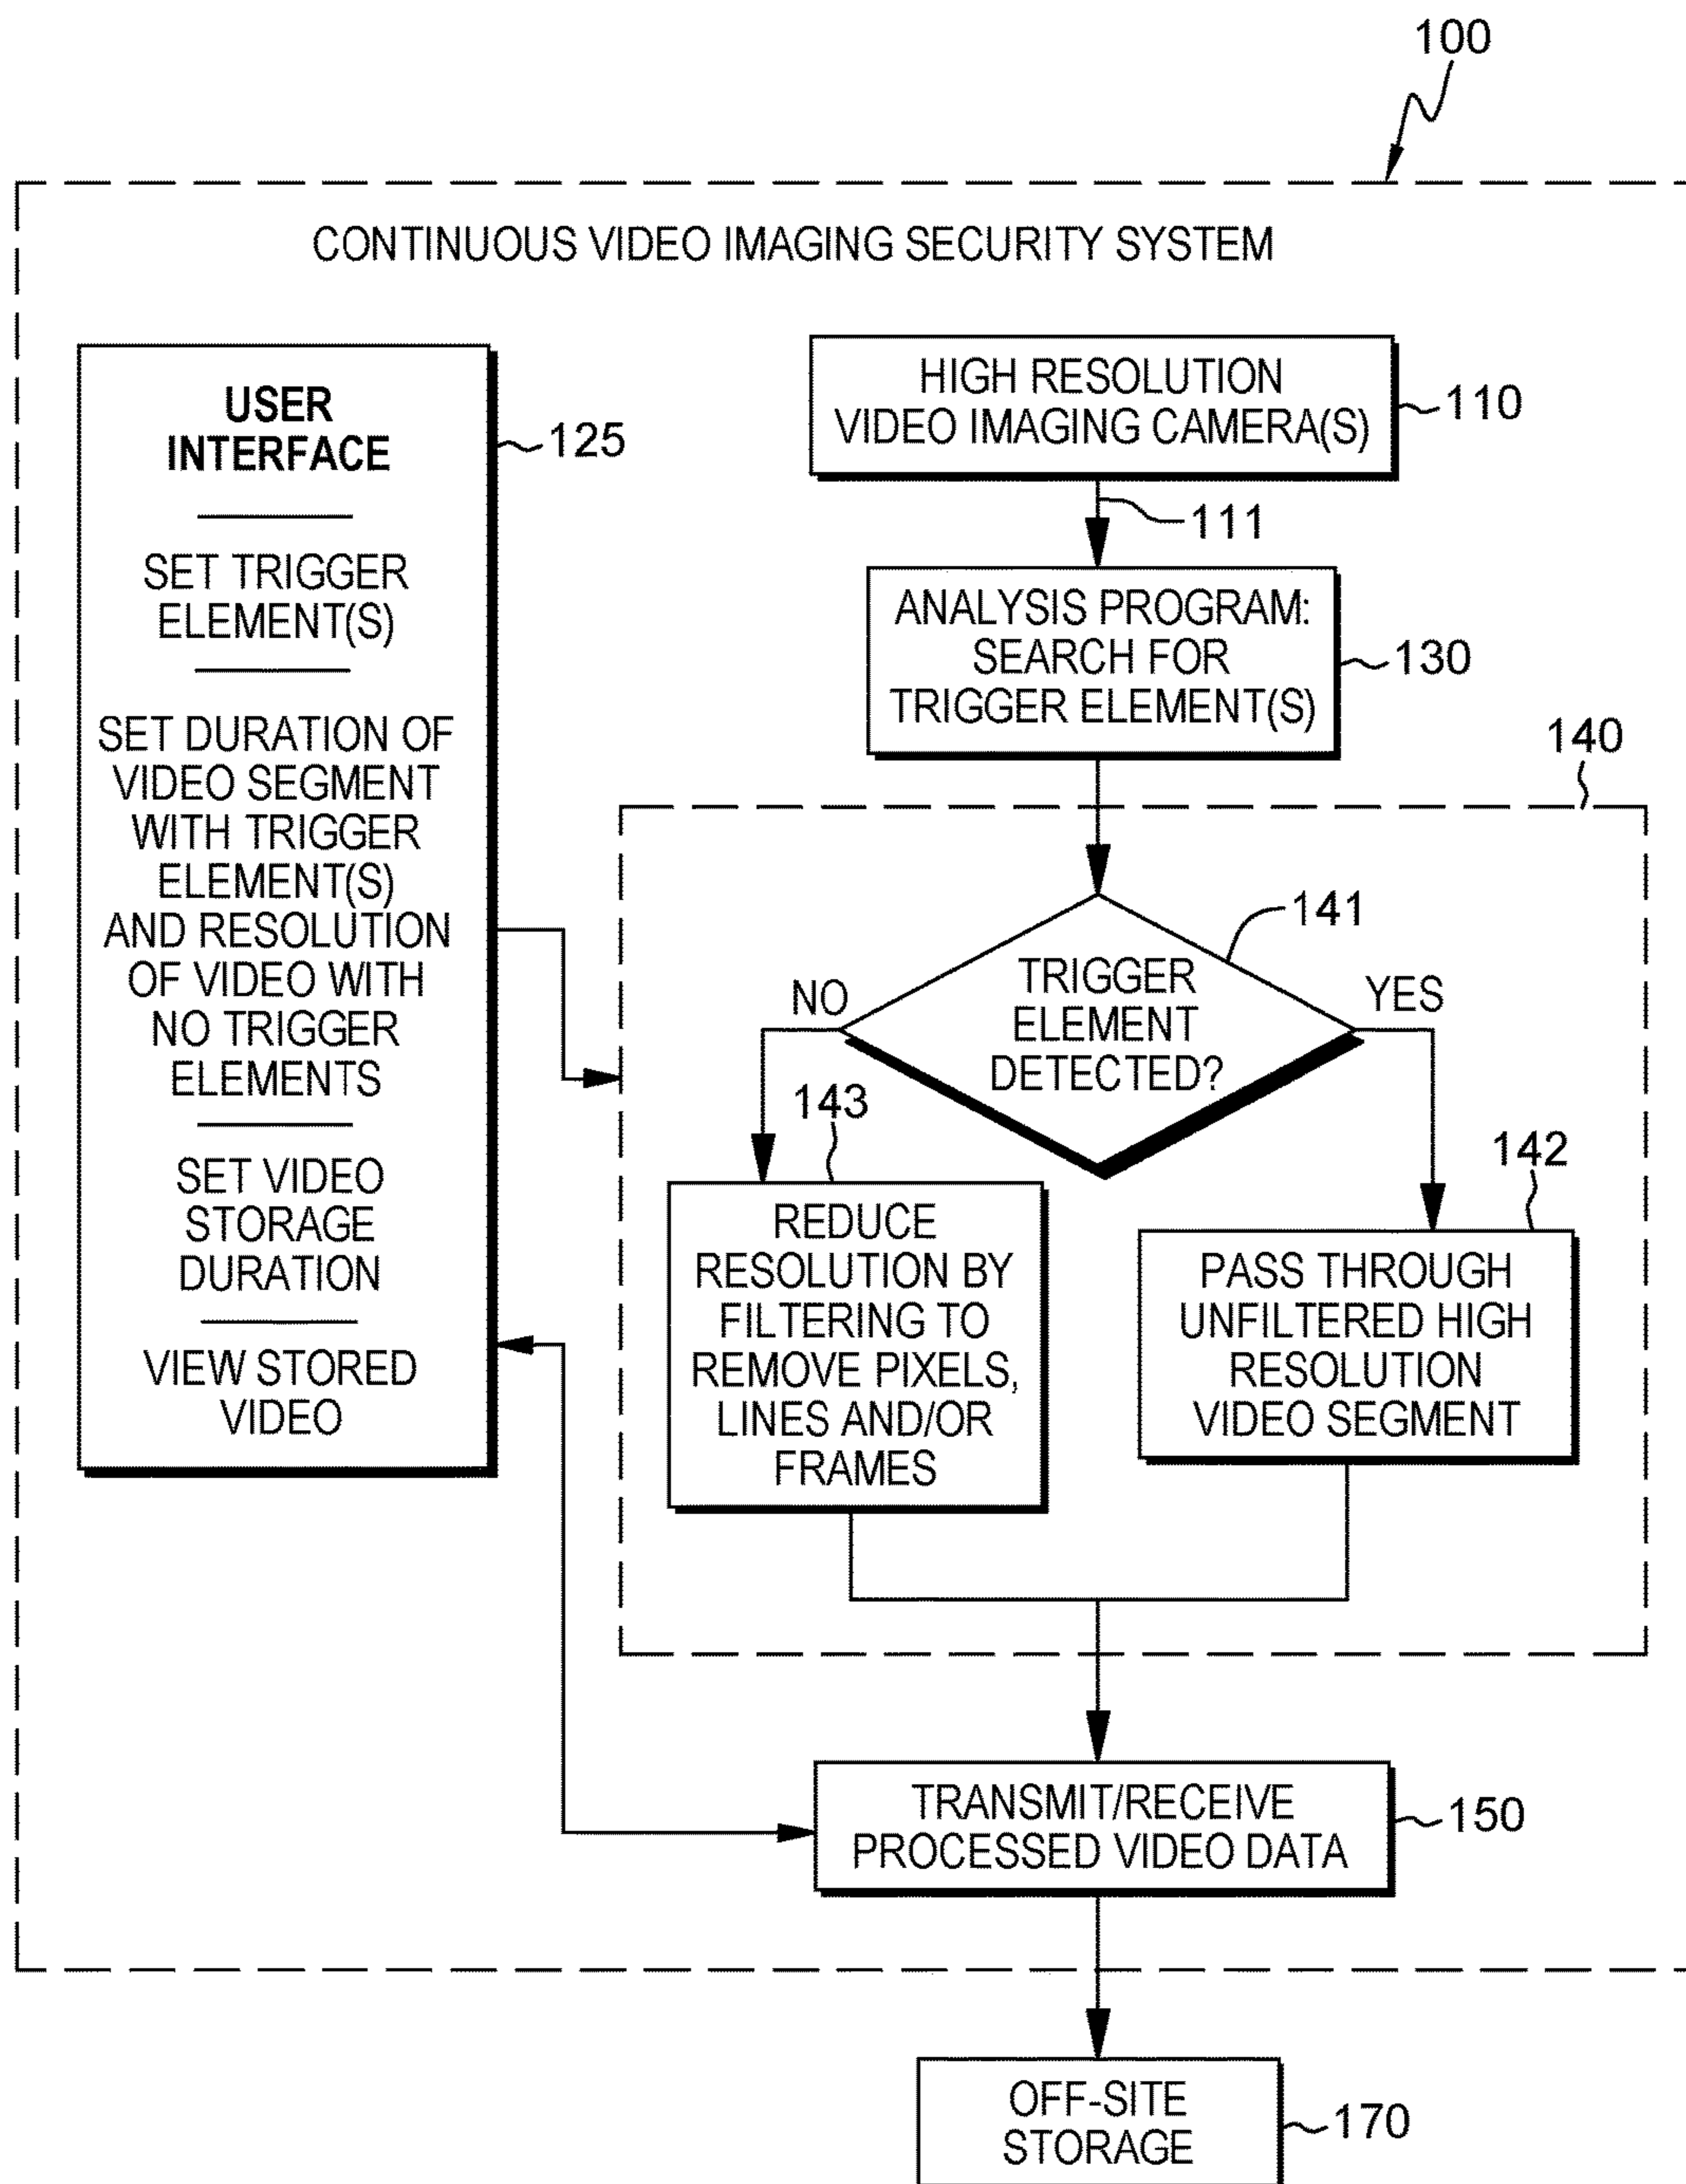 100
CONTINUOUS VIDEO IMAGING SECURITY SYSTEM
USER
INTERFACE
125
SET TRIGGER
ELEMENT(S)
SET DURATION OF
VIDEO SEGMENT
WITH TRIGGER
ELEMENT(S)
AND RESOLUTION
OF VIDEO WITH
NO TRIGGER
ELEMENTS
SET VIDEO
STORAGE
DURATION
VIEW STORED
VIDEO
HIGH RESOLUTION
VIDEO IMAGING CAMERA(S)
110
111
ANALYSIS PROGRAM:
SEARCH FOR
TRIGGER ELEMENT(S)
130
140
141
TRIGGER
ELEMENT
DETECTED?
NO
YES
143
REDUCE
RESOLUTION BY
FILTERING TO
REMOVE PIXELS,
LINES AND/OR
FRAMES
142
PASS THROUGH
UNFILTERED HIGH
RESOLUTION
VIDEO SEGMENT
TRANSMIT/RECEIVE
PROCESSED VIDEO DATA
150
OFF-SITE
STORAGE
170